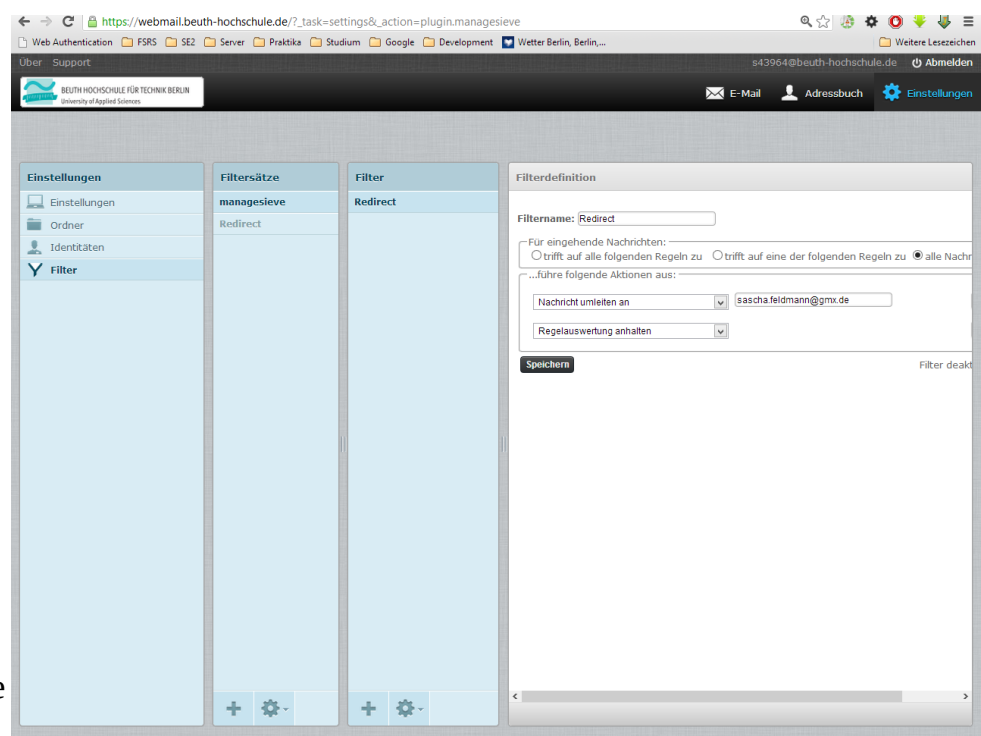 https://webmail.beuth-hochschule.de/?_task=settings&_action=plugin.managesieve
Web Authentication FSRS SE2 Server Praktika Studium Google Development Wetter Berlin, Berlin,... Weitere Lesezeichen
Über Support s43964@beuth-hochschule.de Abmelden
BEUTH HOCHSCHULE FÜR TECHNIK BERLIN
University of Applied Sciences
E-Mail Adressbuch Einstellungen
Einstellungen
Einstellungen
Ordner
Identitäten
Filter
Filtersätze
managesieve
Redirect
Filter
Redirect
Filterdefinition
Filtername: Redirect
Für eingehende Nachrichten:
trifft auf alle folgenden Regeln zu trifft auf eine der folgenden Regeln zu alle Nachr
...führe folgende Aktionen aus:
Nachricht umleiten an sascha.feldmann@gmx.de
Regelauswertung anhalten
Speichern Filter deakt
e